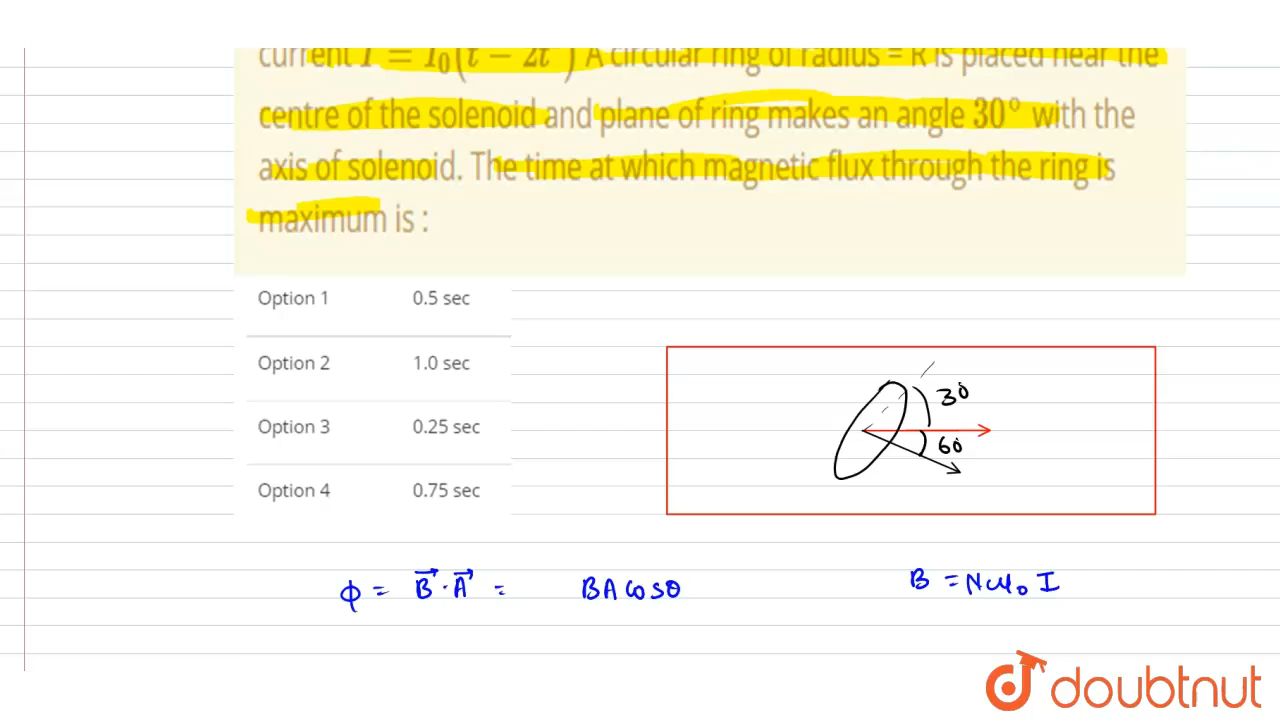 current I = I₀(t − 2t ) A circular ring of radius = R is placed near the
centre of the solenoid and plane of ring makes an angle 30° with the
axis of solenoid. The time at which magnetic flux through the ring is
maximum is :
Option 1 0.5 sec
Option 2 1.0 sec
Option 3 0.25 sec
Option 4 0.75 sec
30
60
ϕ = B⃗ · A⃗ = BA cosθ
B = Nμ₀ I
doubtnut